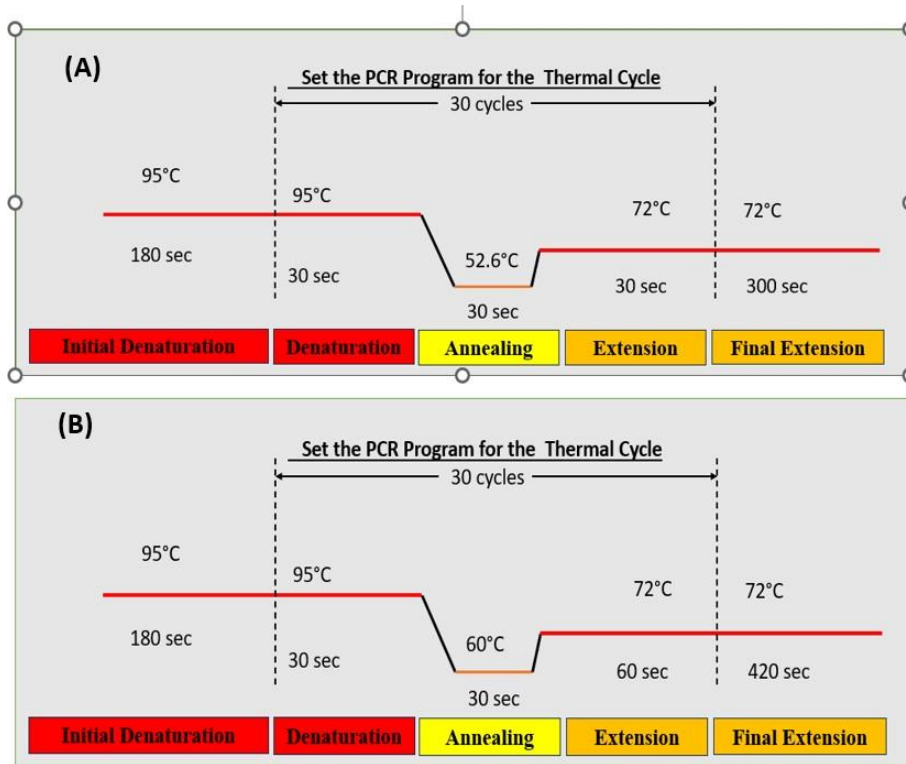 (A)
Set the PCR Program for the Thermal Cycle
30 cycles
95°C
95°C
72°C
72°C
180 sec
30 sec
52.6°C
30 sec
30 sec
300 sec
Initial Denaturation
Denaturation
Annealing
Extension
Final Extension
(B)
Set the PCR Program for the Thermal Cycle
30 cycles
95°C
95°C
72°C
72°C
180 sec
30 sec
60°C
30 sec
60 sec
420 sec
Initial Denaturation
Denaturation
Annealing
Extension
Final Extension